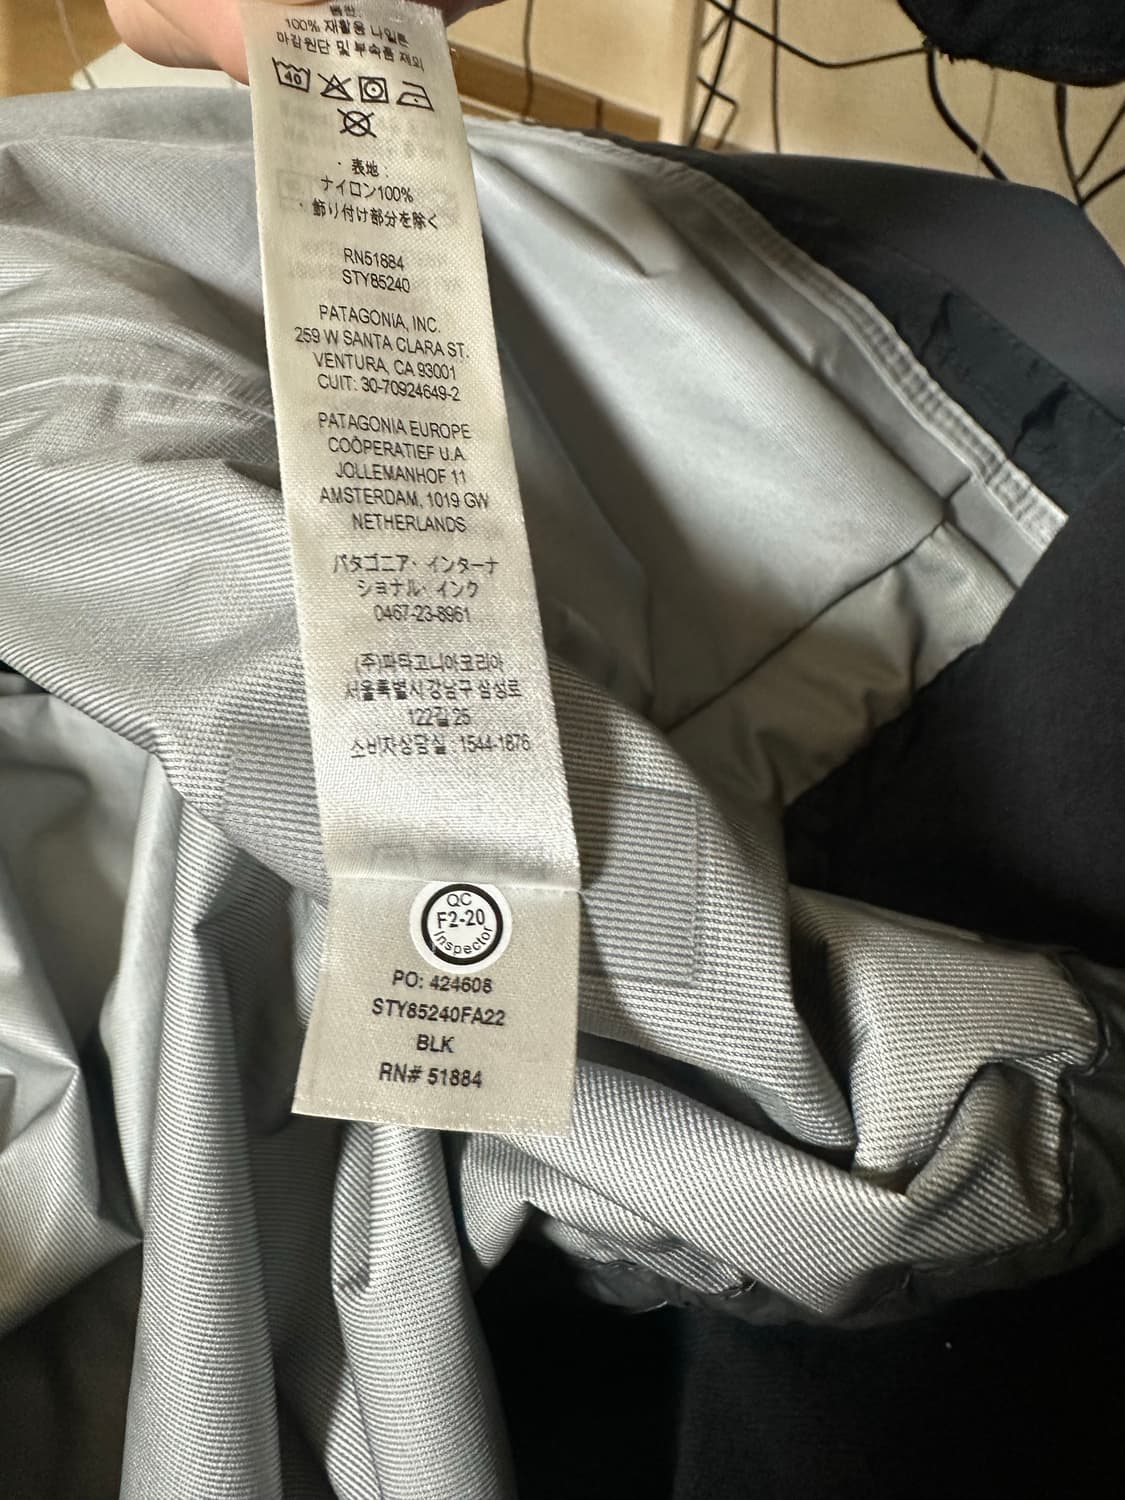 100% 재활용 나일론
마감원단 및 부속품 제외
40
・表地：
ナイロン100%
・飾り付け部分を除く
RN51884
STY85240
PATAGONIA, INC.
259 W SANTA CLARA ST.
VENTURA, CA 93001
CUIT: 30-70924649-2
PATAGONIA EUROPE
COÖPERATIEF U.A.
JOLLEMANHOF 11
AMSTERDAM, 1019 GW
NETHERLANDS
パタゴニア・インターナ
ショナル・インク
0467-23-8961
(주)파타고니아코리아
서울특별시 강남구 삼성로
122길 25
소비자상담실 : 1544-1876
QC
F2-20
Inspector
PO: 424608
STY85240FA22
BLK
RN# 51884